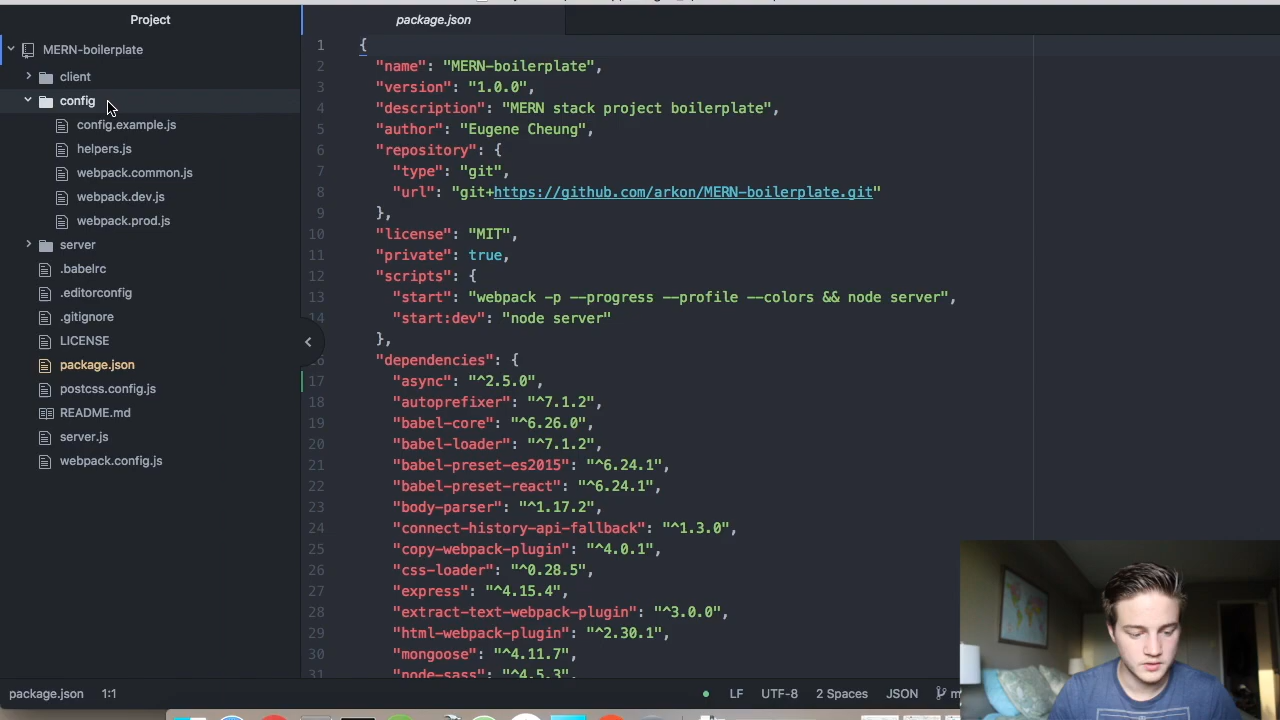 Project
MERN-boilerplate
client
config
config.example.js
helpers.js
webpack.common.js
webpack.dev.js
webpack.prod.js
server
.babelrc
.editorconfig
.gitignore
LICENSE
package.json
postcss.config.js
README.md
server.js
webpack.config.js
package.json
1 {
2 "name": "MERN-boilerplate",
3 "version": "1.0.0",
4 "description": "MERN stack project boilerplate",
5 "author": "Eugene Cheung",
6 "repository": {
7 "type": "git",
8 "url": "git+https://github.com/arkon/MERN-boilerplate.git"
9 },
10 "license": "MIT",
11 "private": true,
12 "scripts": {
13 "start": "webpack -p --progress --profile --colors && node server",
14 "start:dev": "node server"
},
16 "dependencies": {
17 "async": "^2.5.0",
18 "autoprefixer": "^7.1.2",
19 "babel-core": "^6.26.0",
20 "babel-loader": "^7.1.2",
21 "babel-preset-es2015": "^6.24.1",
22 "babel-preset-react": "^6.24.1",
23 "body-parser": "^1.17.2",
24 "connect-history-api-fallback": "^1.3.0",
25 "copy-webpack-plugin": "^4.0.1",
26 "css-loader": "^0.28.5",
27 "express": "^4.15.4",
28 "extract-text-webpack-plugin": "^3.0.0",
29 "html-webpack-plugin": "^2.30.1",
30 "mongoose": "^4.11.7",
31 "node-sass": "^4.5.3",
package.json 1:1 LF UTF-8 2 Spaces JSON